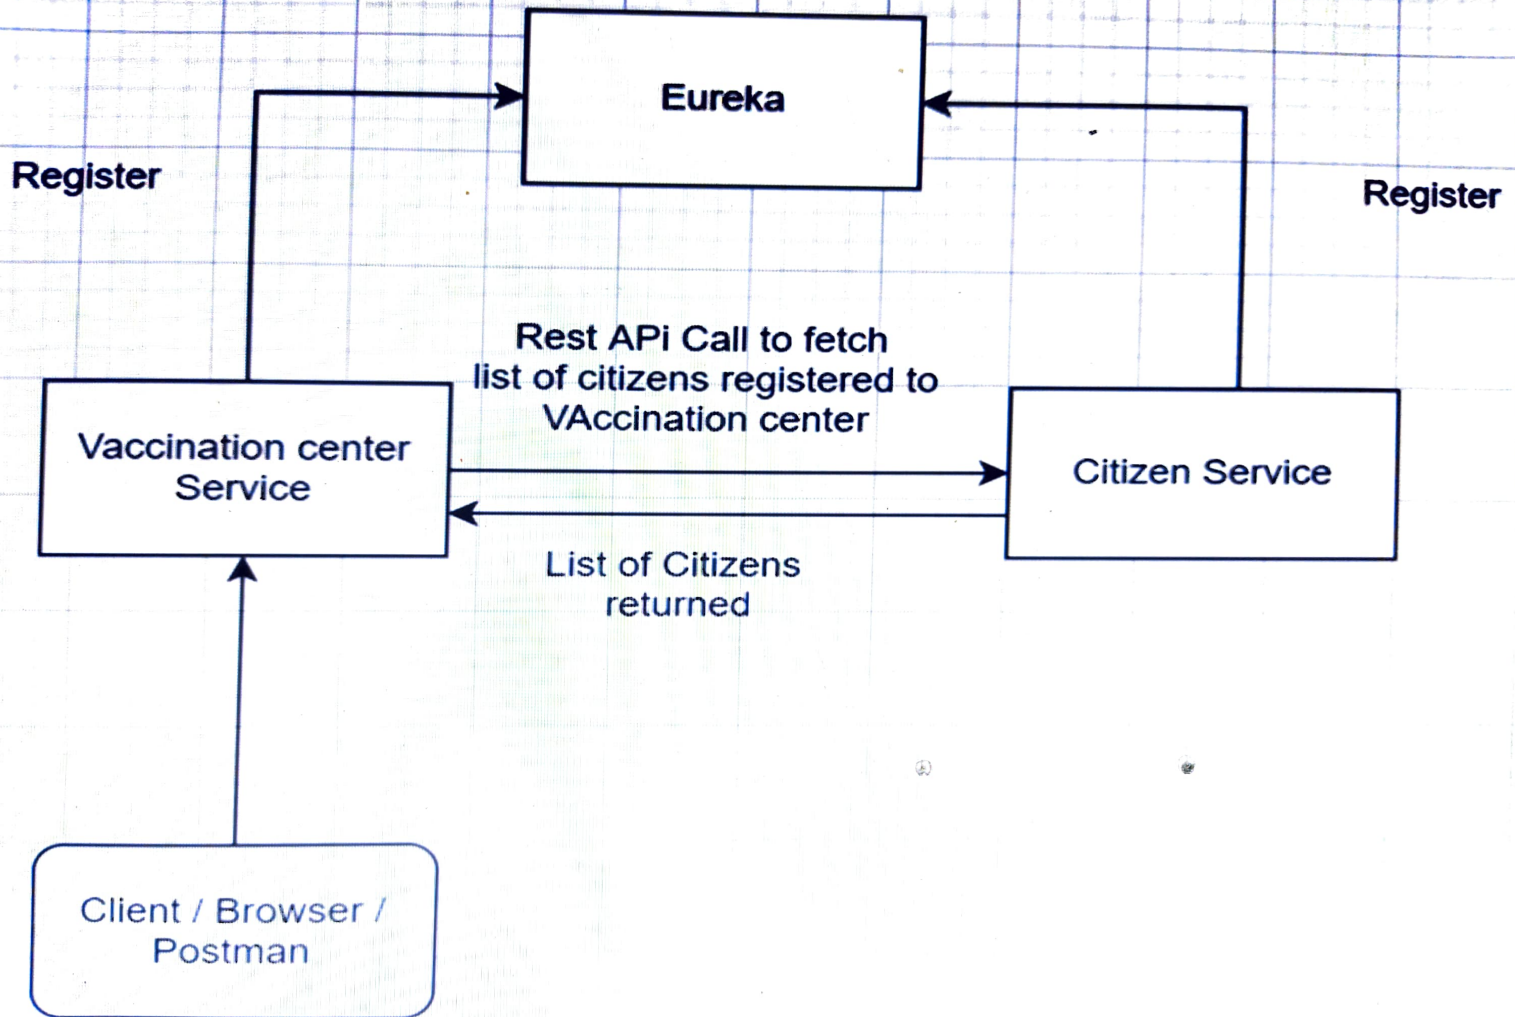 Eureka
Register
Register
Rest APi Call to fetch
list of citizens registered to
VAccination center
Vaccination center
Service
Citizen Service
List of Citizens
returned
Client / Browser /
Postman